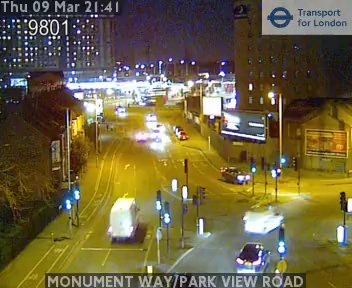 Thu 09 Mar 21:41
9801
Transport
for London
MONUMENT WAY/PARK VIEW ROAD